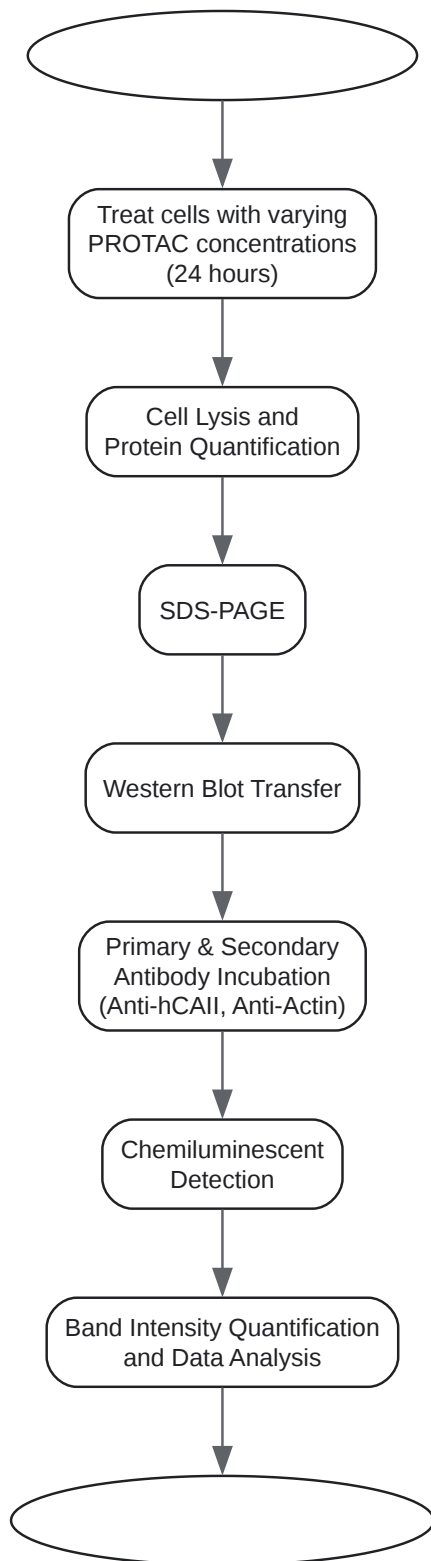 Treat cells with varying
PROTAC concentrations
(24 hours)
Cell Lysis and
Protein Quantification
SDS-PAGE
Western Blot Transfer
Primary & Secondary
Antibody Incubation
(Anti-hCAII, Anti-Actin)
Chemiluminescent
Detection
Band Intensity Quantification
and Data Analysis